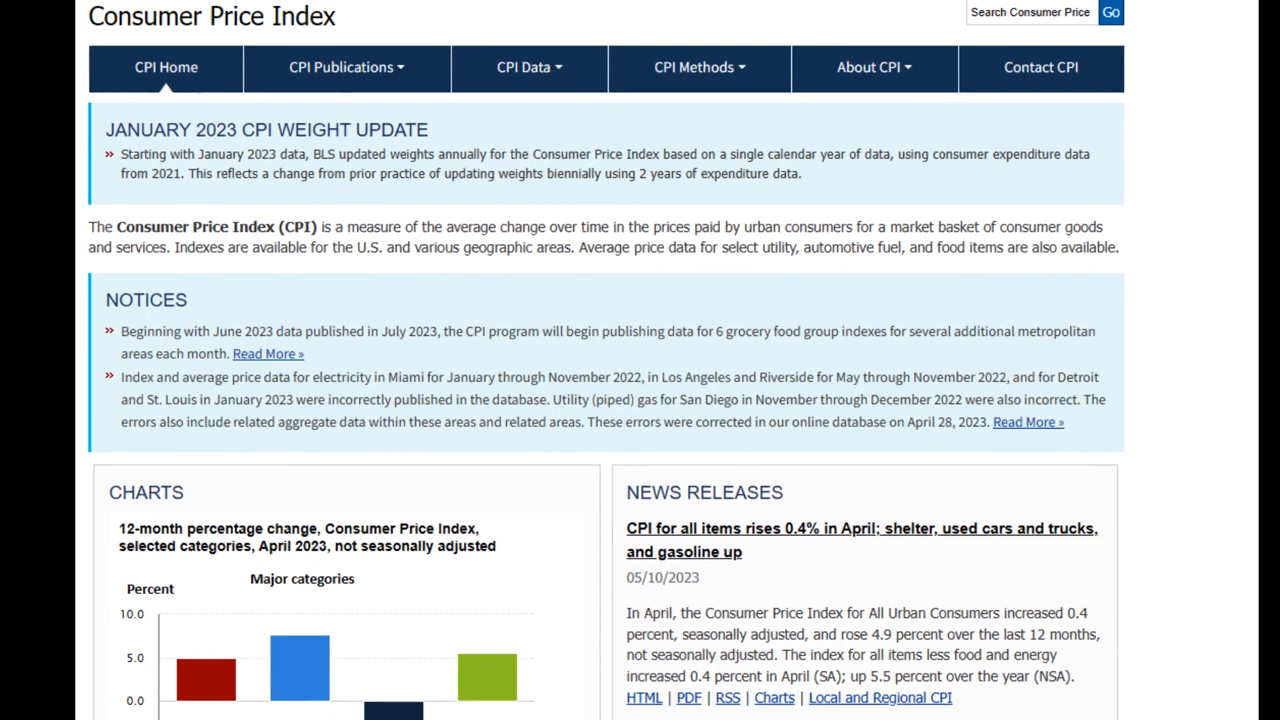 Consumer Price Index
Search Consumer Price
Go
CPI Home
CPI Publications
CPI Data
CPI Methods
About CPI
Contact CPI
JANUARY 2023 CPI WEIGHT UPDATE
» Starting with January 2023 data, BLS updated weights annually for the Consumer Price Index based on a single calendar year of data, using consumer expenditure data
from 2021. This reflects a change from prior practice of updating weights biennially using 2 years of expenditure data.
The Consumer Price Index (CPI) is a measure of the average change over time in the prices paid by urban consumers for a market basket of consumer goods
and services. Indexes are available for the U.S. and various geographic areas. Average price data for select utility, automotive fuel, and food items are also available.
NOTICES
» Beginning with June 2023 data published in July 2023, the CPI program will begin publishing data for 6 grocery food group indexes for several additional metropolitan
areas each month. Read More »
» Index and average price data for electricity in Miami for January through November 2022, in Los Angeles and Riverside for May through November 2022, and for Detroit
and St. Louis in January 2023 were incorrectly published in the database. Utility (piped) gas for San Diego in November through December 2022 were also incorrect. The
errors also include related aggregate data within these areas and related areas. These errors were corrected in our online database on April 28, 2023. Read More »
CHARTS
12-month percentage change, Consumer Price Index,
selected categories, April 2023, not seasonally adjusted
Major categories
Percent
10.0
5.0
0.0
NEWS RELEASES
CPI for all items rises 0.4% in April; shelter, used cars and trucks,
and gasoline up
05/10/2023
In April, the Consumer Price Index for All Urban Consumers increased 0.4
percent, seasonally adjusted, and rose 4.9 percent over the last 12 months,
not seasonally adjusted. The index for all items less food and energy
increased 0.4 percent in April (SA); up 5.5 percent over the year (NSA).
HTML | PDF | RSS | Charts | Local and Regional CPI